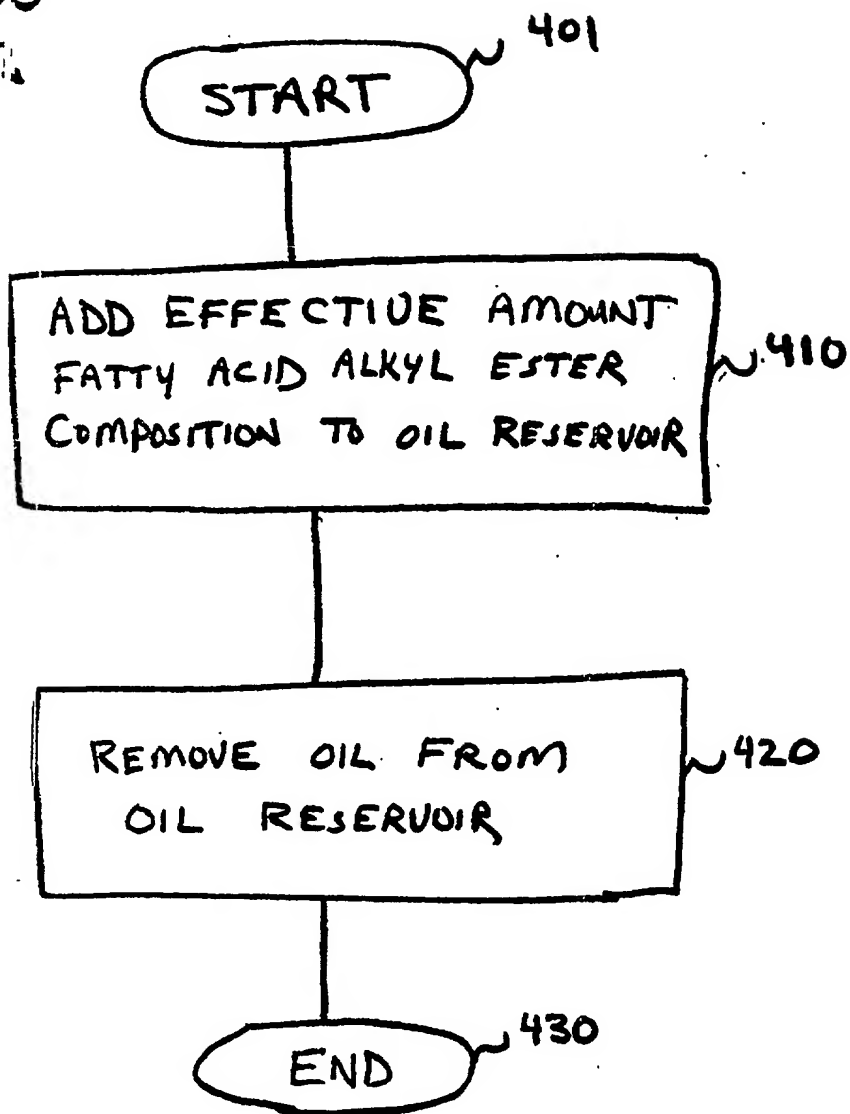 401
START
ADD EFFECTIVE AMOUNT
FATTY ACID ALKYL ESTER
COMPOSITION TO OIL RESERVOIR
410
REMOVE OIL FROM
OIL RESERVOIR
420
430
END